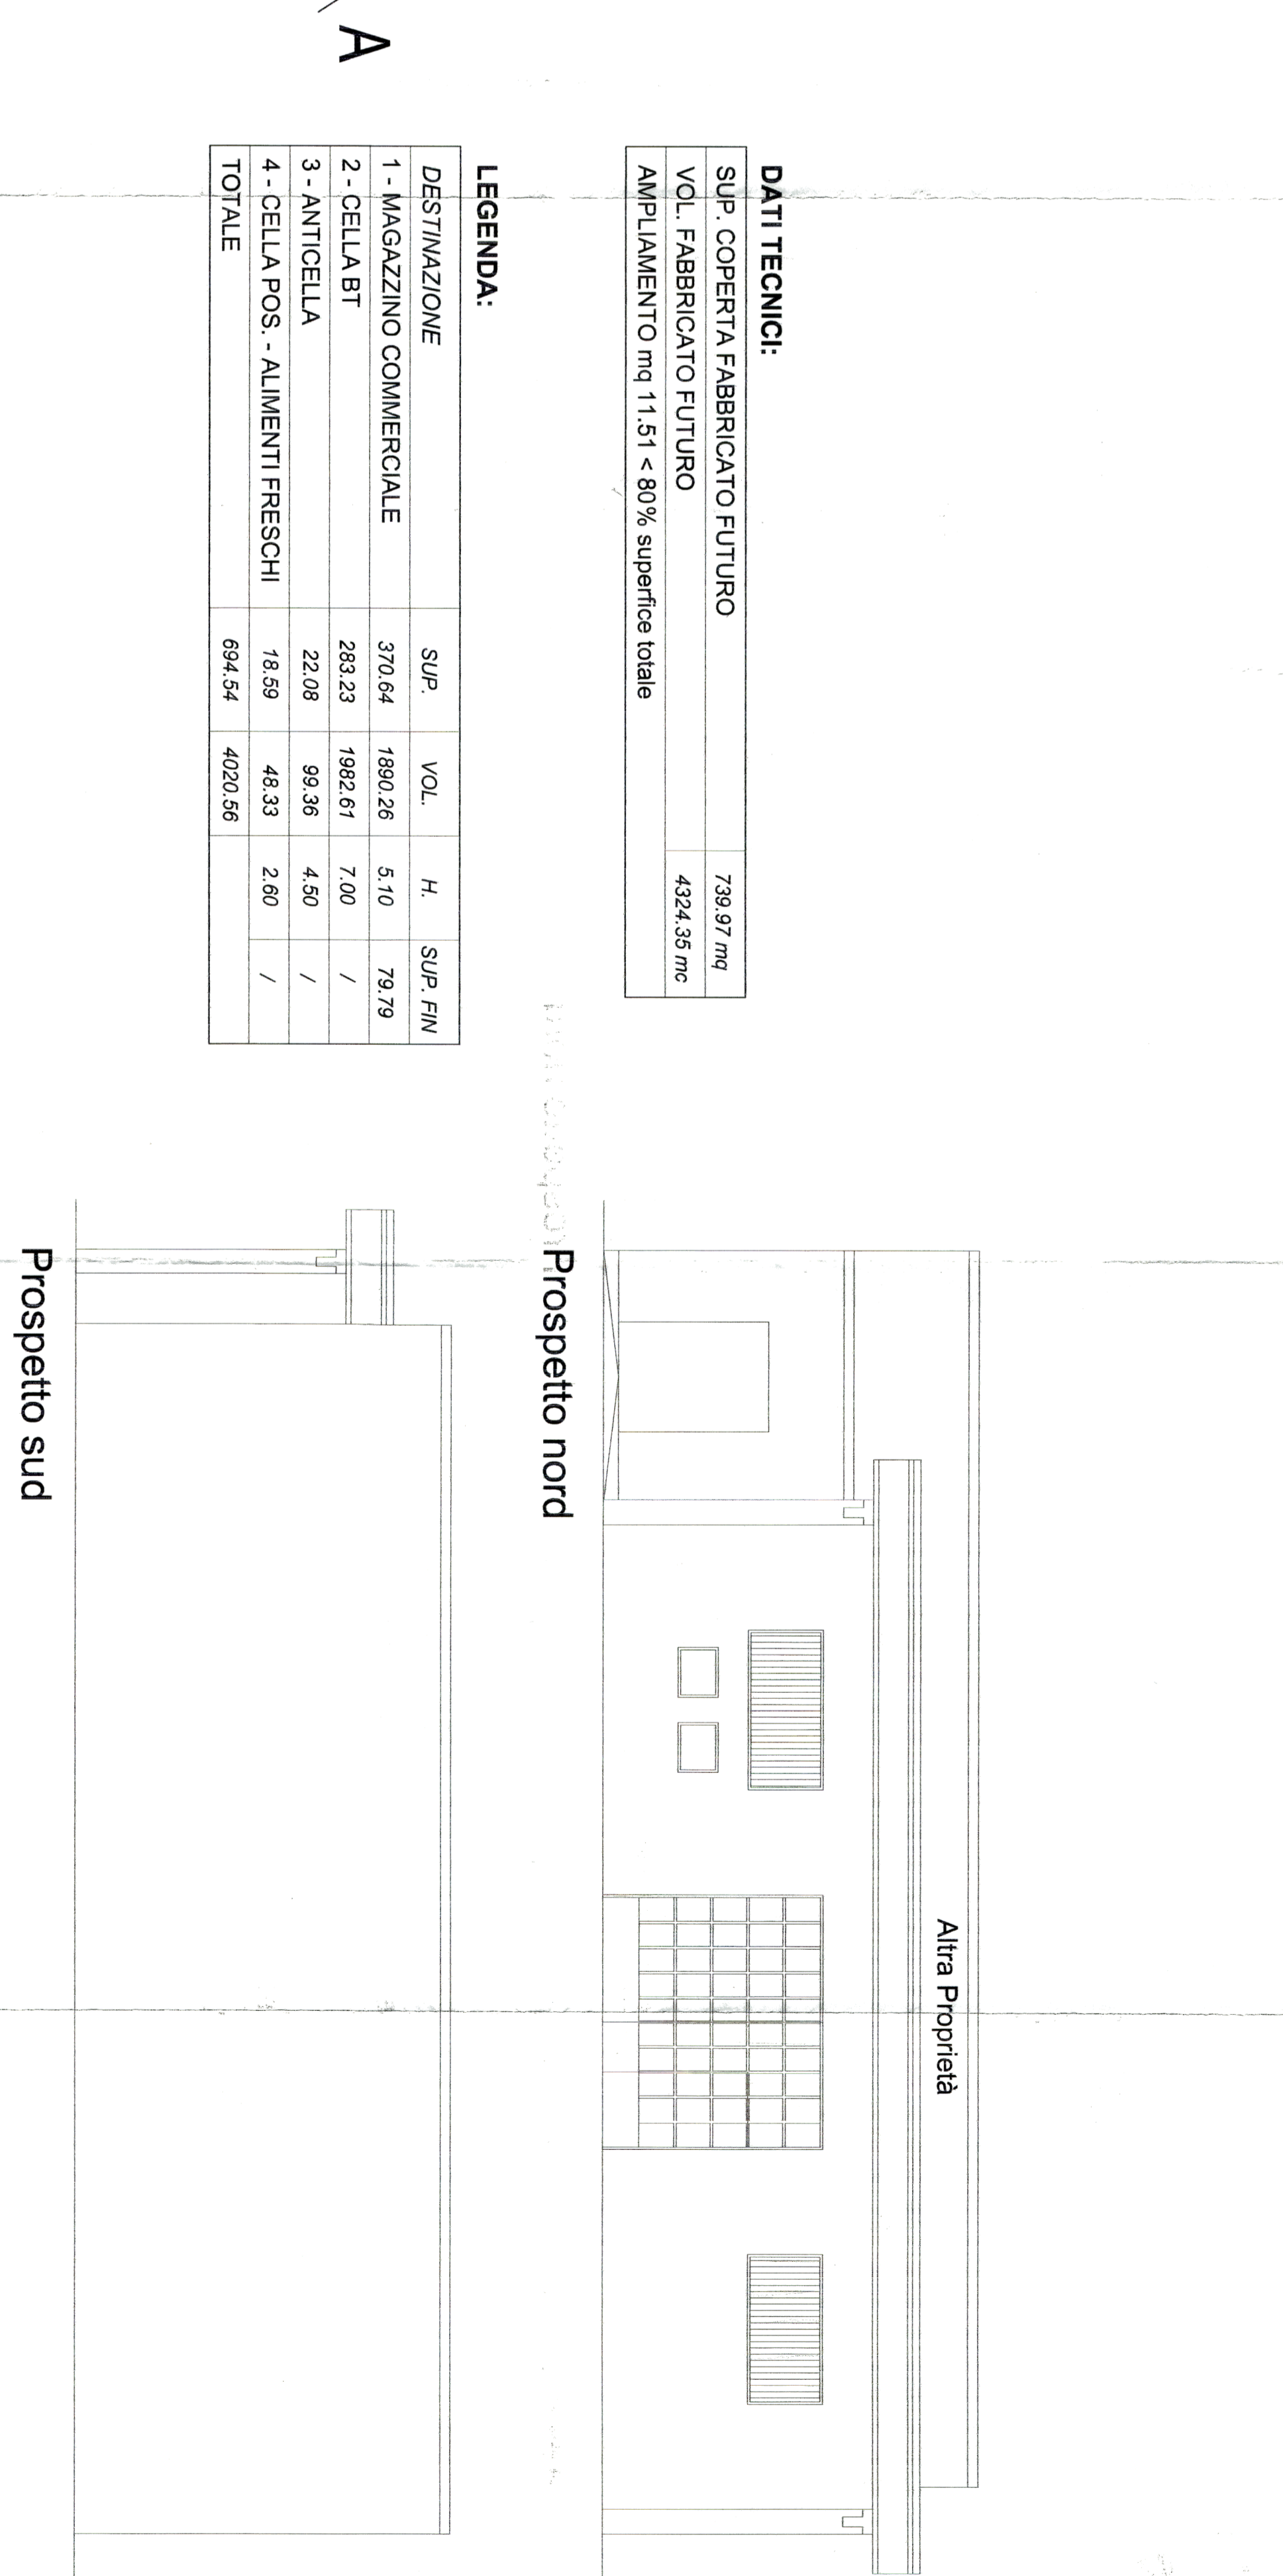 A
DATI TECNICI:
SUP. COPERTA FABBRICATO FUTURO 739.97 mq
VOL. FABBRICATO FUTURO 4324.35 mc
AMPLIAMENTO mq 11.51 < 80% superfice totale
LEGENDA:
DESTINAZIONE SUP. VOL. H. SUP. FIN
1 - MAGAZZINO COMMERCIALE 370.64 1890.26 5.10 79.79
2 - CELLA BT 283.23 1982.61 7.00 /
3 - ANTICELLA 22.08 99.36 4.50 /
4 - CELLA POS. - ALIMENTI FRESCHI 18.59 48.33 2.60 /
TOTALE 694.54 4020.56
Altra Proprietà
Prospetto nord
Prospetto sud